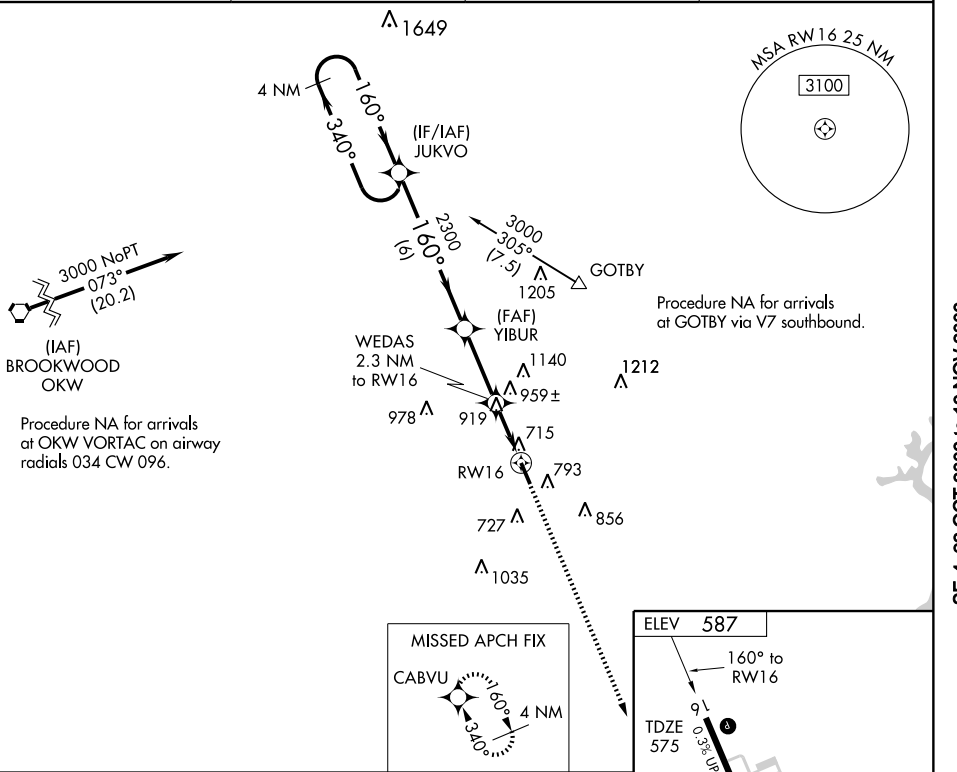 1649
MSA RW16 25 NM
3100
4 NM
160°
340°
(IF/IAF)
JUKVO
2300
160°
(6)
3000
305°
(7.5)
GOTBY
1205
3000 NoPT
073°
(20.2)
(IAF)
BROOKWOOD
OKW
Procedure NA for arrivals
at GOTBY via V7 southbound.
(FAF)
YIBUR
WEDAS
2.3 NM
to RW16
1140
1212
959±
978
919
715
Procedure NA for arrivals
at OKW VORTAC on airway
radials 034 CW 096.
RW16
793
727
856
1035
MISSED APCH FIX
CABVU
160°
340°
4 NM
ELEV 587
160° to
RW16
16
TDZE
575
0.3% UP
P